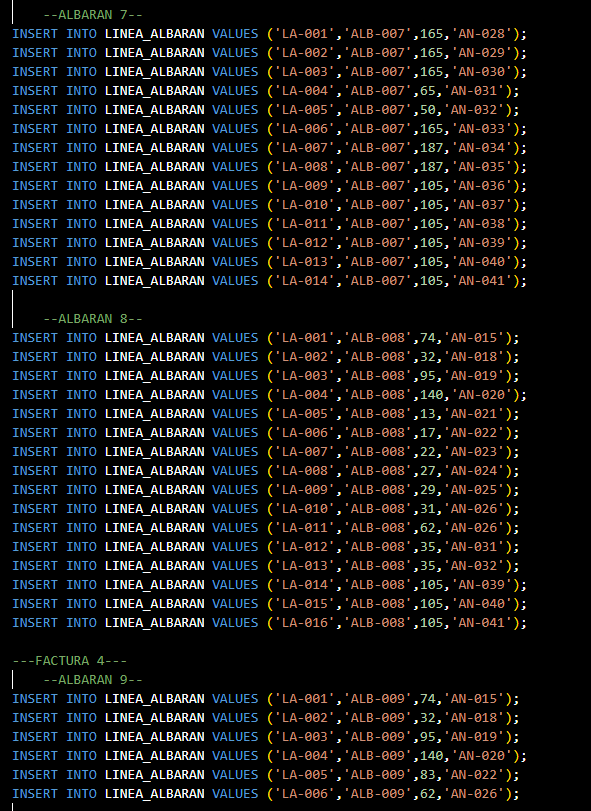 --ALBARAN 7--
INSERT INTO LINEA_ALBARAN VALUES ('LA-001','ALB-007',165,'AN-028');
INSERT INTO LINEA_ALBARAN VALUES ('LA-002','ALB-007',165,'AN-029');
INSERT INTO LINEA_ALBARAN VALUES ('LA-003','ALB-007',165,'AN-030');
INSERT INTO LINEA_ALBARAN VALUES ('LA-004','ALB-007',65,'AN-031');
INSERT INTO LINEA_ALBARAN VALUES ('LA-005','ALB-007',50,'AN-032');
INSERT INTO LINEA_ALBARAN VALUES ('LA-006','ALB-007',165,'AN-033');
INSERT INTO LINEA_ALBARAN VALUES ('LA-007','ALB-007',187,'AN-034');
INSERT INTO LINEA_ALBARAN VALUES ('LA-008','ALB-007',187,'AN-035');
INSERT INTO LINEA_ALBARAN VALUES ('LA-009','ALB-007',105,'AN-036');
INSERT INTO LINEA_ALBARAN VALUES ('LA-010','ALB-007',105,'AN-037');
INSERT INTO LINEA_ALBARAN VALUES ('LA-011','ALB-007',105,'AN-038');
INSERT INTO LINEA_ALBARAN VALUES ('LA-012','ALB-007',105,'AN-039');
INSERT INTO LINEA_ALBARAN VALUES ('LA-013','ALB-007',105,'AN-040');
INSERT INTO LINEA_ALBARAN VALUES ('LA-014','ALB-007',105,'AN-041');
--ALBARAN 8--
INSERT INTO LINEA_ALBARAN VALUES ('LA-001','ALB-008',74,'AN-015');
INSERT INTO LINEA_ALBARAN VALUES ('LA-002','ALB-008',32,'AN-018');
INSERT INTO LINEA_ALBARAN VALUES ('LA-003','ALB-008',95,'AN-019');
INSERT INTO LINEA_ALBARAN VALUES ('LA-004','ALB-008',140,'AN-020');
INSERT INTO LINEA_ALBARAN VALUES ('LA-005','ALB-008',13,'AN-021');
INSERT INTO LINEA_ALBARAN VALUES ('LA-006','ALB-008',17,'AN-022');
INSERT INTO LINEA_ALBARAN VALUES ('LA-007','ALB-008',22,'AN-023');
INSERT INTO LINEA_ALBARAN VALUES ('LA-008','ALB-008',27,'AN-024');
INSERT INTO LINEA_ALBARAN VALUES ('LA-009','ALB-008',29,'AN-025');
INSERT INTO LINEA_ALBARAN VALUES ('LA-010','ALB-008',31,'AN-026');
INSERT INTO LINEA_ALBARAN VALUES ('LA-011','ALB-008',62,'AN-026');
INSERT INTO LINEA_ALBARAN VALUES ('LA-012','ALB-008',35,'AN-031');
INSERT INTO LINEA_ALBARAN VALUES ('LA-013','ALB-008',35,'AN-032');
INSERT INTO LINEA_ALBARAN VALUES ('LA-014','ALB-008',105,'AN-039');
INSERT INTO LINEA_ALBARAN VALUES ('LA-015','ALB-008',105,'AN-040');
INSERT INTO LINEA_ALBARAN VALUES ('LA-016','ALB-008',105,'AN-041');
---FACTURA 4---
--ALBARAN 9--
INSERT INTO LINEA_ALBARAN VALUES ('LA-001','ALB-009',74,'AN-015');
INSERT INTO LINEA_ALBARAN VALUES ('LA-002','ALB-009',32,'AN-018');
INSERT INTO LINEA_ALBARAN VALUES ('LA-003','ALB-009',95,'AN-019');
INSERT INTO LINEA_ALBARAN VALUES ('LA-004','ALB-009',140,'AN-020');
INSERT INTO LINEA_ALBARAN VALUES ('LA-005','ALB-009',83,'AN-022');
INSERT INTO LINEA_ALBARAN VALUES ('LA-006','ALB-009',62,'AN-026');